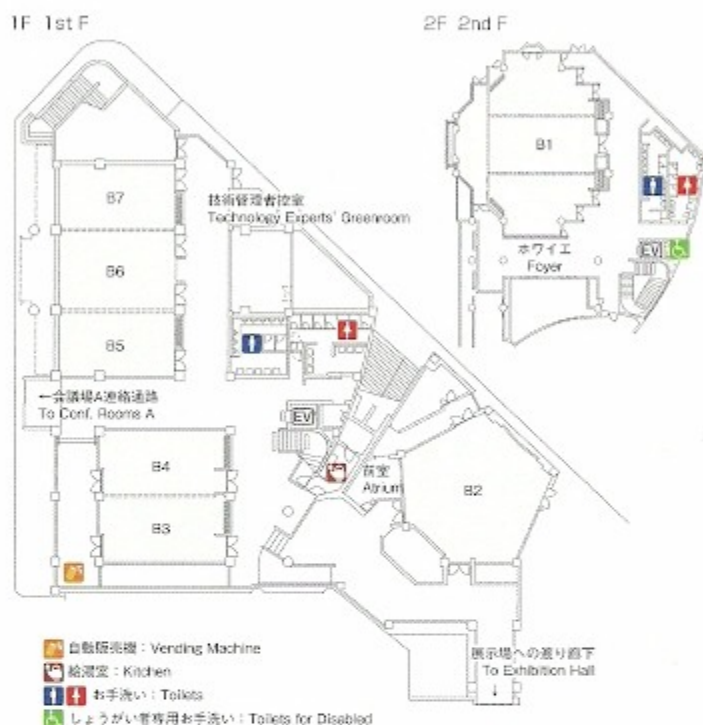 1F 1st F
2F 2nd F
B1
B7
技術管理者控室
Technology Experts' Greenroom
ホワイエ
Foyer
EV
B6
B5
←会議場A連絡通路
To Conf. Rooms A
EV
B4
前室
Atrium
B2
B3
自動販売機：Vending Machine
給湯室：Kitchen
お手洗い：Toilets
しょうがい者専用お手洗い：Toilets for Disabled
展示場への渡り廊下
To Exhibition Hall
↓